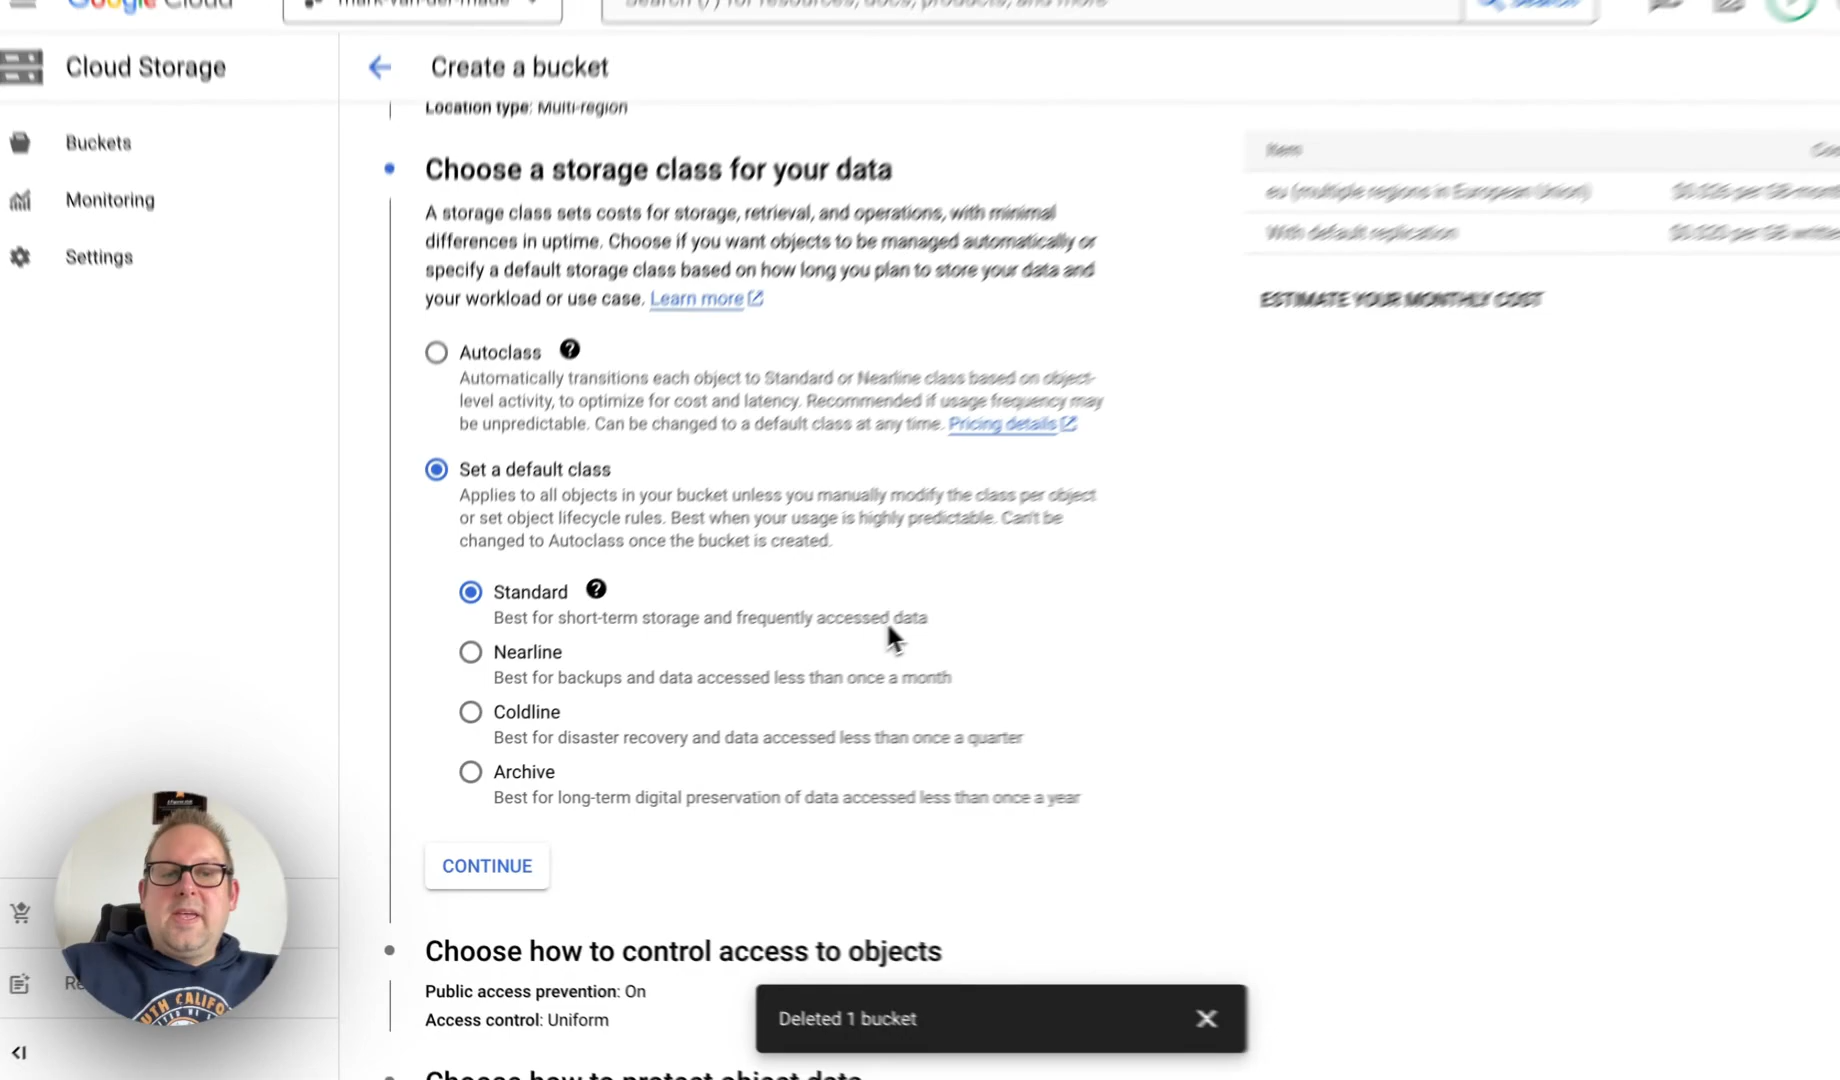 Google Cloud
mark-van-der-made
Search (/) for resources, docs, products, and more
Search
Cloud Storage
Create a bucket
Buckets
Monitoring
Settings
Location type: Multi-region
Choose a storage class for your data
A storage class sets costs for storage, retrieval, and operations, with minimal
differences in uptime. Choose if you want objects to be managed automatically or
specify a default storage class based on how long you plan to store your data and
your workload or use case. Learn more
Autoclass
Automatically transitions each object to Standard or Nearline class based on object-
level activity, to optimize for cost and latency. Recommended if usage frequency may
be unpredictable. Can be changed to a default class at any time. Pricing details
Set a default class
Applies to all objects in your bucket unless you manually modify the class per object
or set object lifecycle rules. Best when your usage is highly predictable. Can't be
changed to Autoclass once the bucket is created.
Standard
Best for short-term storage and frequently accessed data
Nearline
Best for backups and data accessed less than once a month
Coldline
Best for disaster recovery and data accessed less than once a quarter
Archive
Best for long-term digital preservation of data accessed less than once a year
CONTINUE
Choose how to control access to objects
Public access prevention: On
Access control: Uniform
Choose how to protect object data
Item
eu (multiple regions in European Union)
With default replication
ESTIMATE YOUR MONTHLY COST
Deleted 1 bucket
Re
UTH CALIFO